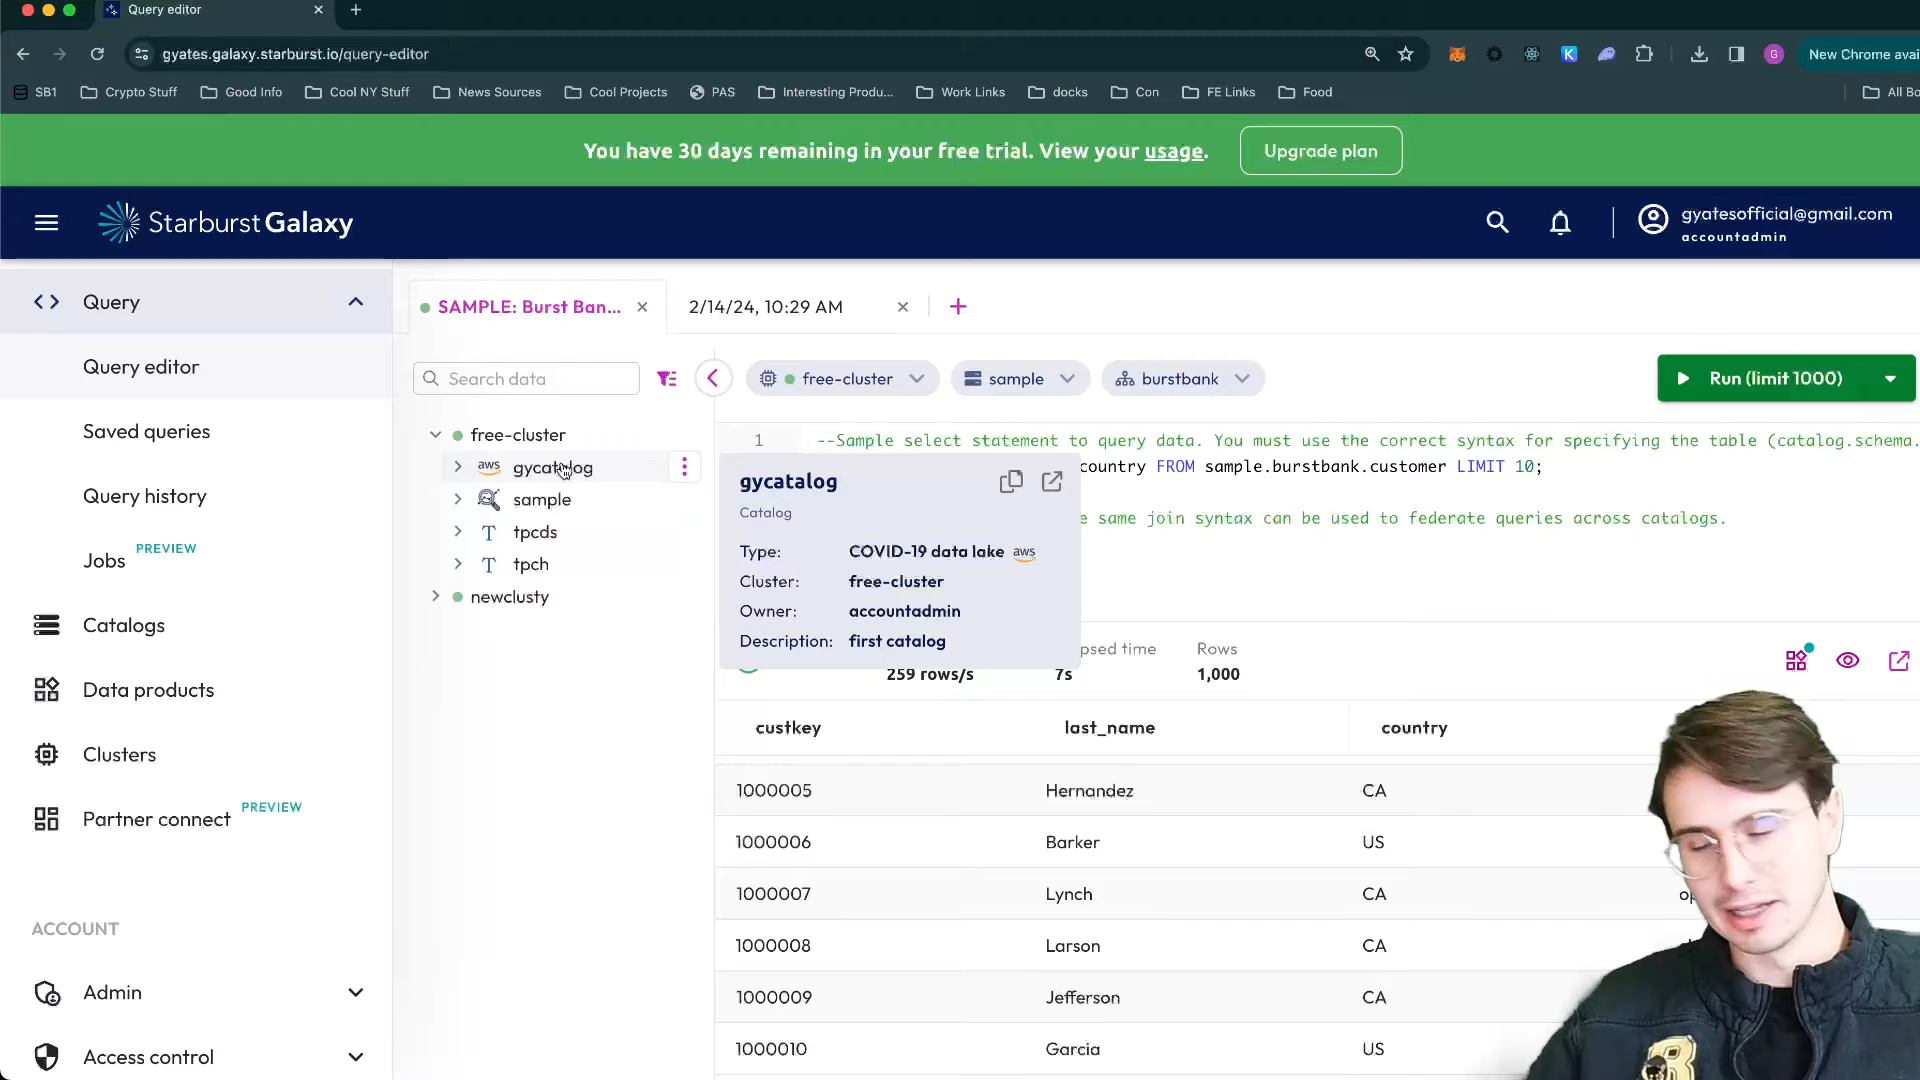 Query editor
gyates.galaxy.starburst.io/query-editor
New Chrome avai
SB1
Crypto Stuff
Good Info
Cool NY Stuff
News Sources
Cool Projects
PAS
Interesting Produ...
Work Links
docks
Con
FE Links
Food
All Bo
You have 30 days remaining in your free trial. View your usage.
Upgrade plan
Starburst Galaxy
gyatesofficial@gmail.com
accountadmin
Query
Query editor
Saved queries
Query history
Jobs PREVIEW
Catalogs
Data products
Clusters
Partner connect PREVIEW
ACCOUNT
Admin
Access control
SAMPLE: Burst Ban...
2/14/24, 10:29 AM
Search data
free-cluster
aws gycatalog
sample
tpcds
tpch
newclusty
free-cluster
sample
burstbank
Run (limit 1000)
1 --Sample select statement to query data. You must use the correct syntax for specifying the table (catalog.schema.
country FROM sample.burstbank.customer LIMIT 10;
e same join syntax can be used to federate queries across catalogs.
gycatalog
Catalog
Type: COVID-19 data lake aws
Cluster: free-cluster
Owner: accountadmin
Description: first catalog
psed time
Rows
259 rows/s
7s
1,000
custkey last_name country
1000005 Hernandez CA
1000006 Barker US
1000007 Lynch CA op
1000008 Larson CA
1000009 Jefferson CA
1000010 Garcia US